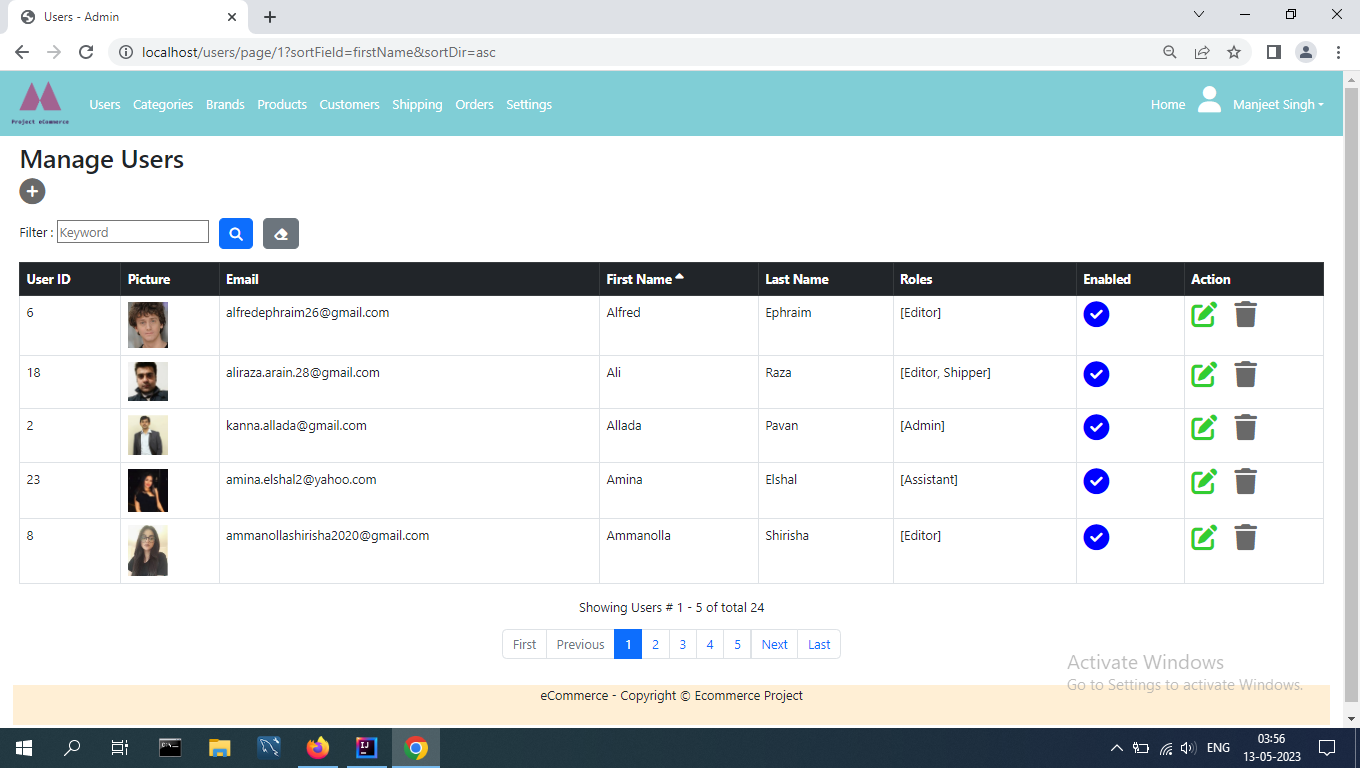 Users - Admin
localhost/users/page/1?sortField=firstName&sortDir=asc
Project eCommerce
Users Categories Brands Products Customers Shipping Orders Settings Home Manjeet Singh
Manage Users
Filter : Keyword
User ID Picture Email First Name Last Name Roles Enabled Action
6 alfredephraim26@gmail.com Alfred Ephraim [Editor]
18 aliraza.arain.28@gmail.com Ali Raza [Editor, Shipper]
2 kanna.allada@gmail.com Allada Pavan [Admin]
23 amina.elshal2@yahoo.com Amina Elshal [Assistant]
8 ammanollashirisha2020@gmail.com Ammanolla Shirisha [Editor]
Showing Users # 1 - 5 of total 24
First Previous 1 2 3 4 5 Next Last
Activate Windows
Go to Settings to activate Windows.
eCommerce - Copyright © Ecommerce Project
ENG
03:56
13-05-2023